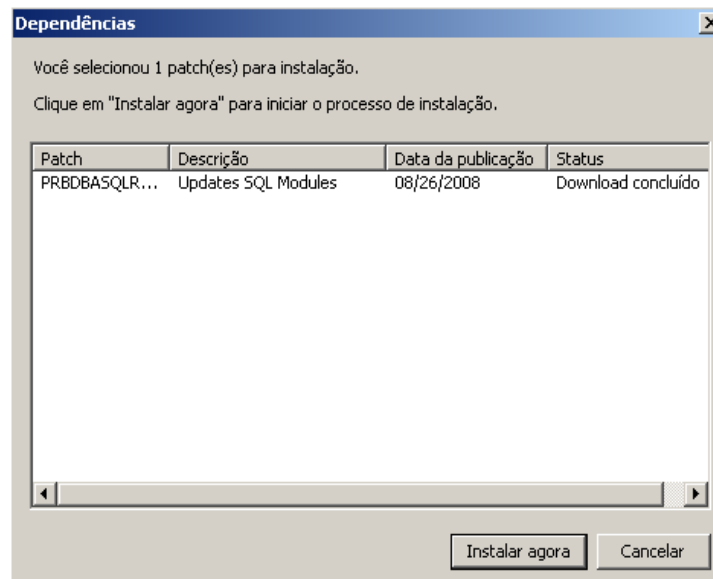 Dependências
Você selecionou 1 patch(es) para instalação.
Clique em "Instalar agora" para iniciar o processo de instalação.
Patch Descrição Data da publicação Status
PRBDBASQLR... Updates SQL Modules 08/26/2008 Download concluído
Instalar agora Cancelar